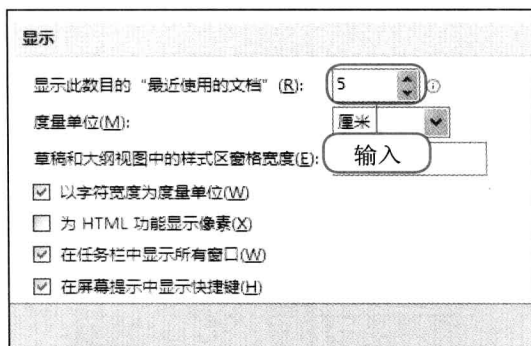 显示
显示此数目的“最近使用的文档”(R): 5
度量单位(M): 厘米
草稿和大纲视图中的样式区窗格宽度(E): 输入
以字符宽度为度量单位(W)
为 HTML 功能显示像素(X)
在任务栏中显示所有窗口(W)
在屏幕提示中显示快捷键(H)